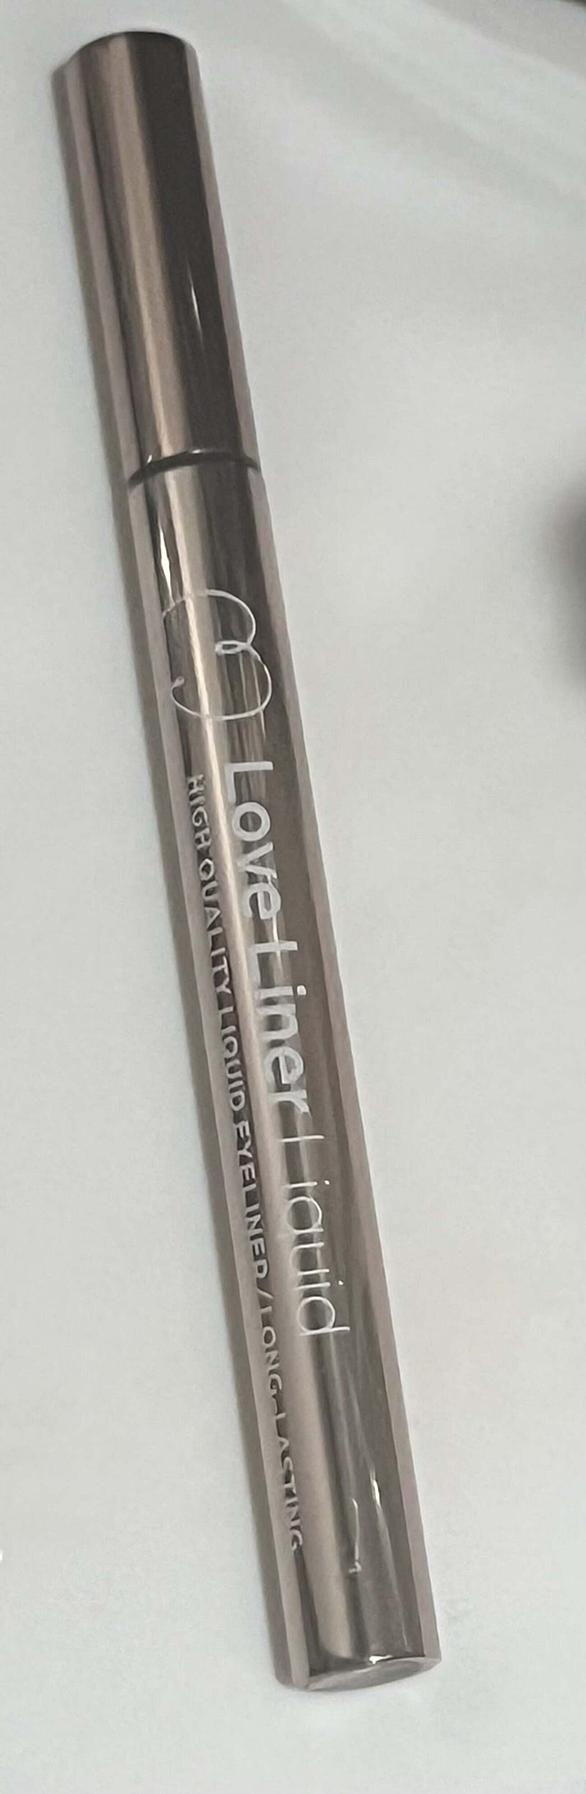 Love Liner Liquid
HIGH QUALITY LIQUID EYELINER / LONG-LASTING